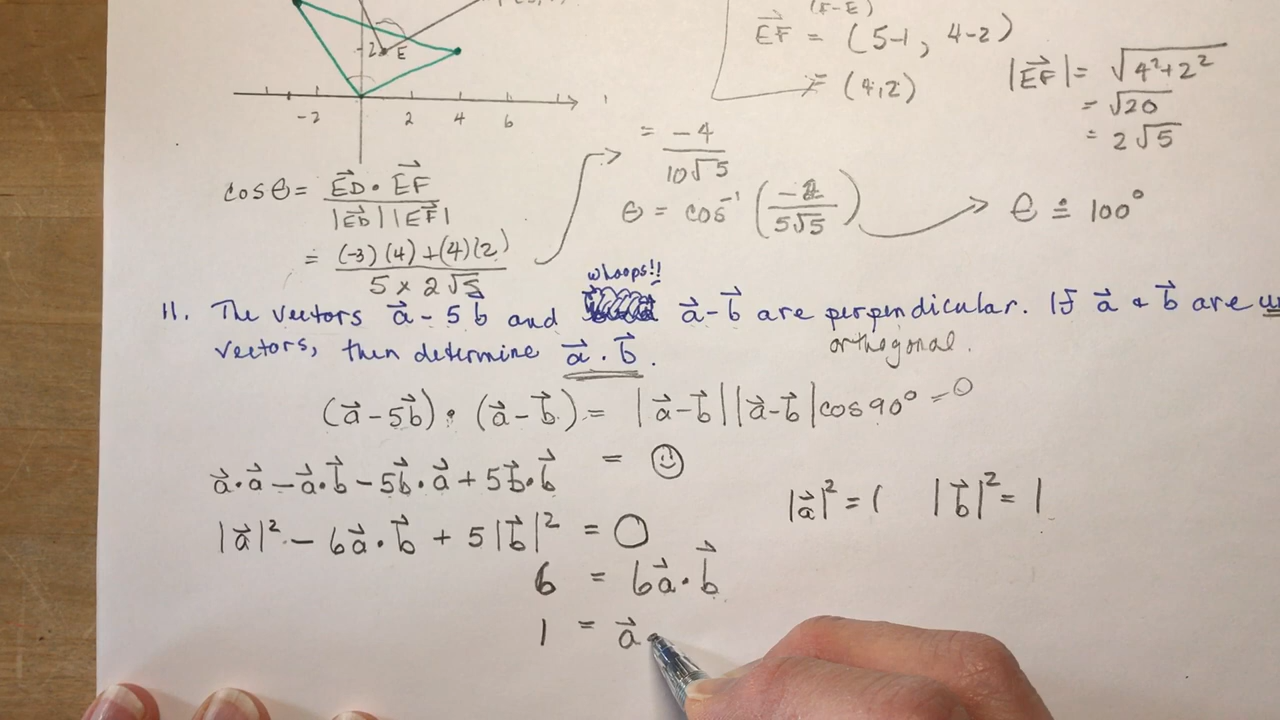 (F-E)
EF⃗ = (5-1, 4-2)
= (4,2)
|EF⃗| = √4²+2²
= √20
= 2√5
2 E
-2 2 4 6
cos θ = ED⃗ · EF⃗ / |ED⃗| |EF⃗|
= (-3)(4) + (4)(2) / 5 × 2√5
= -4 / 10√5
θ = cos⁻¹ (-2 / 5√5)
θ ≐ 100°
whoops!!
11. The vectors a⃗ - 5b⃗ and a⃗ - b⃗ are perpendicular. If a⃗ & b⃗ are
vectors, then determine a⃗ · b⃗.
orthogonal.
(a⃗ - 5b⃗) · (a⃗ - b⃗) = |a⃗ - b⃗| |a⃗ - b⃗| cos 90° = 0
a⃗·a⃗ - a⃗·b⃗ - 5b⃗·a⃗ + 5b⃗·b⃗ = ☺
|a⃗|² - 6a⃗·b⃗ + 5|b⃗|² = 0
|a⃗|² = 1 |b⃗|² = 1
6 = 6a⃗·b⃗
1 = a⃗·